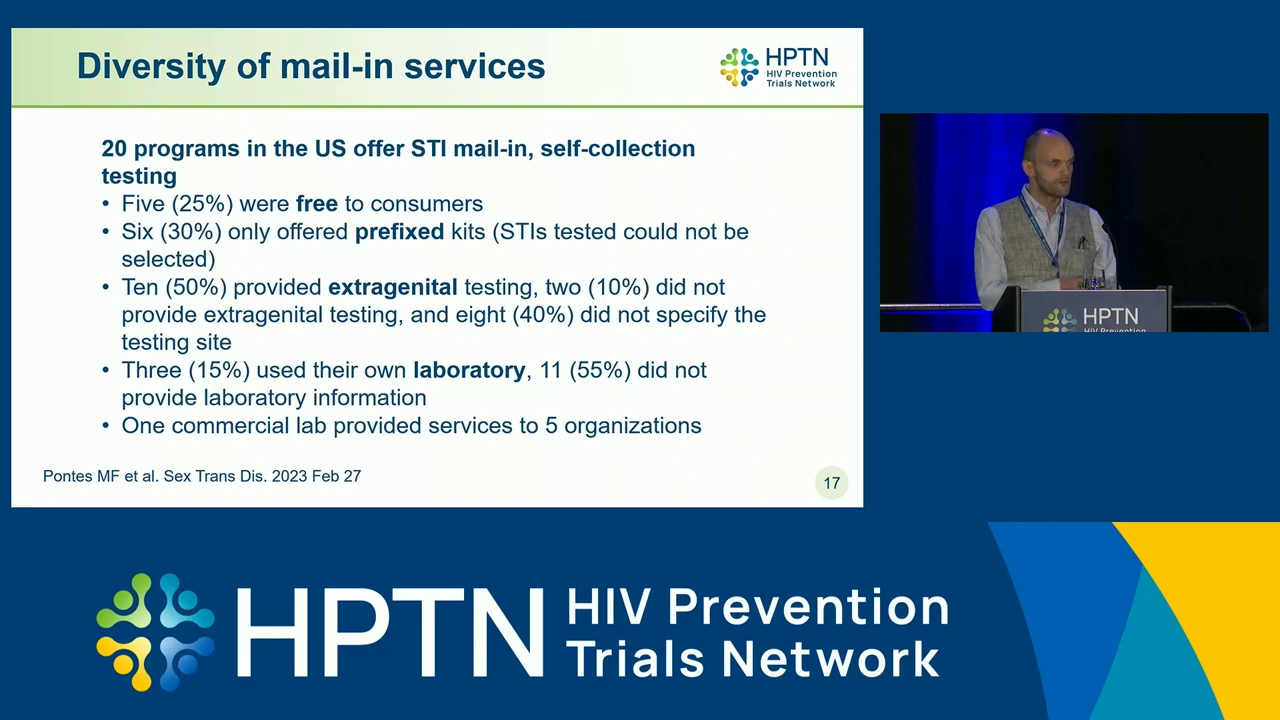 Diversity of mail-in services
HPTN
HIV Prevention
Trials Network
20 programs in the US offer STI mail-in, self-collection
testing
• Five (25%) were free to consumers
• Six (30%) only offered prefixed kits (STIs tested could not be
selected)
• Ten (50%) provided extragenital testing, two (10%) did not
provide extragenital testing, and eight (40%) did not specify the
testing site
• Three (15%) used their own laboratory, 11 (55%) did not
provide laboratory information
• One commercial lab provided services to 5 organizations
Pontes MF et al. Sex Trans Dis. 2023 Feb 27
17
HPTN
HIV Prevention
HPTN
HIV Prevention
Trials Network